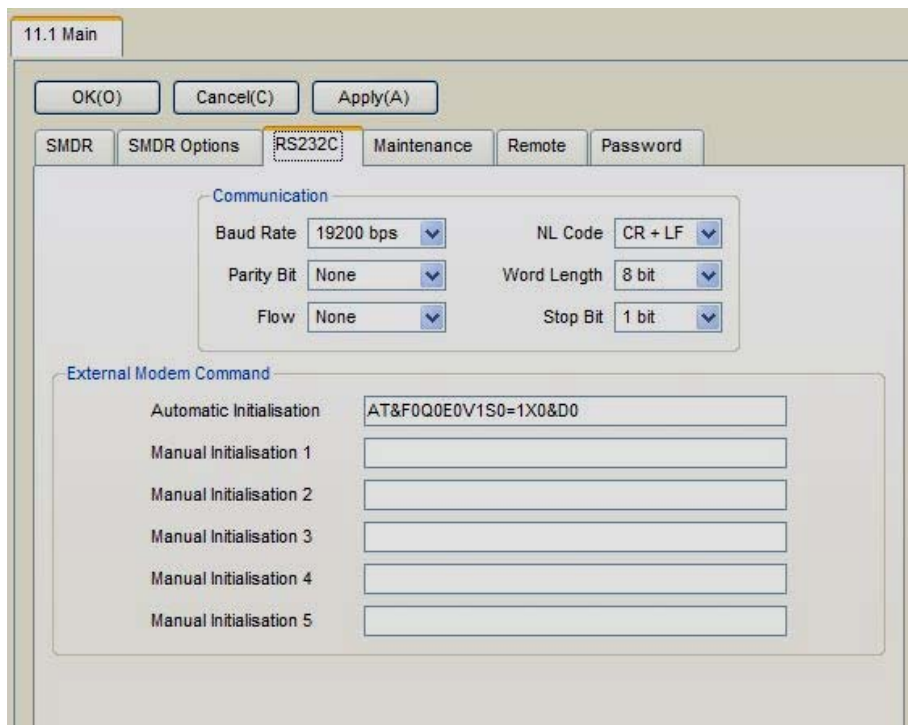 11.1 Main
OK(O) Cancel(C) Apply(A)
SMDR SMDR Options RS232C Maintenance Remote Password
Communication
Baud Rate 19200 bps NL Code CR + LF
Parity Bit None Word Length 8 bit
Flow None Stop Bit 1 bit
External Modem Command
Automatic Initialisation AT&F0Q0E0V1S0=1X0&D0
Manual Initialisation 1
Manual Initialisation 2
Manual Initialisation 3
Manual Initialisation 4
Manual Initialisation 5